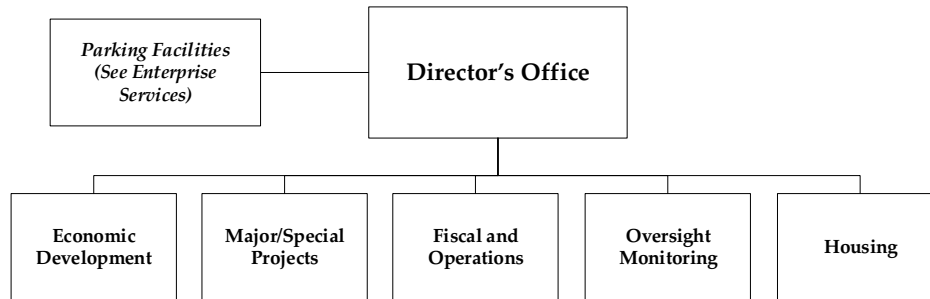 Parking Facilities
(See Enterprise
Services)
Director's Office
Economic
Development
Major/Special
Projects
Fiscal and
Operations
Oversight
Monitoring
Housing